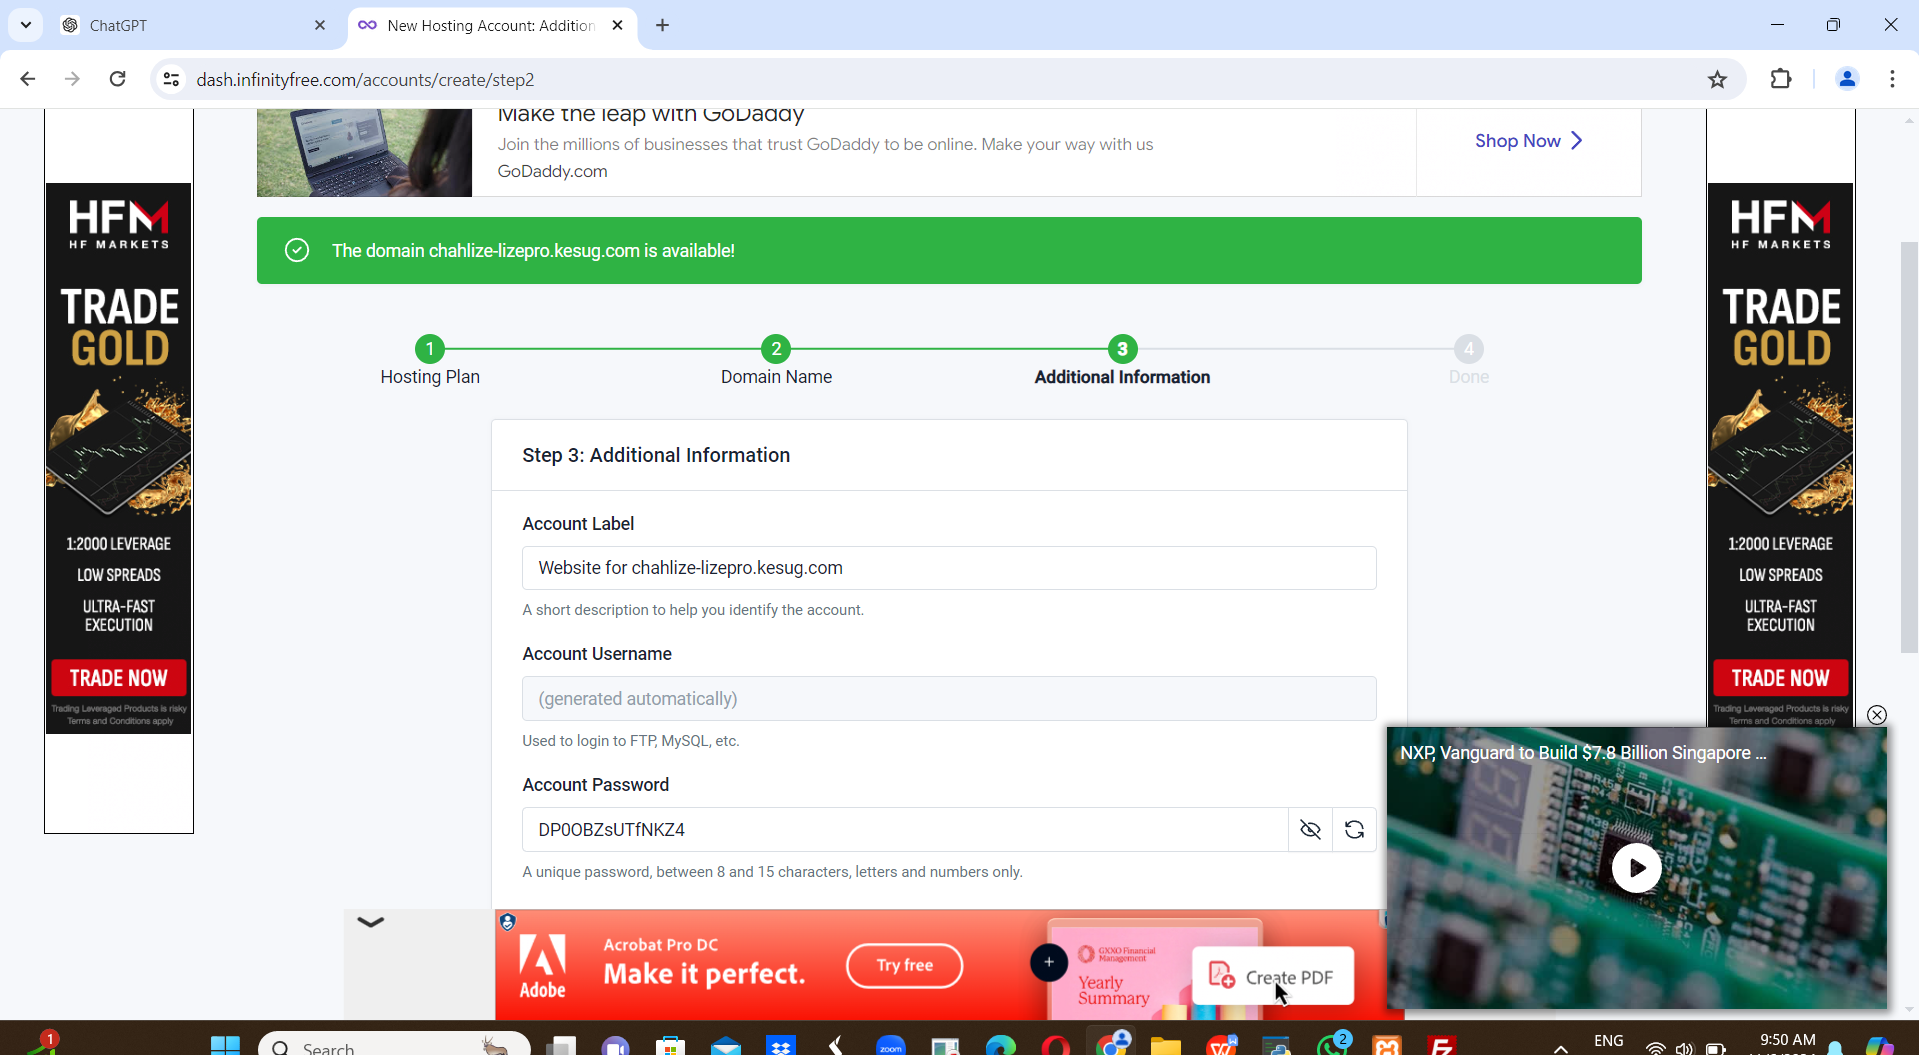 ChatGPT
New Hosting Account: Addition
dash.infinityfree.com/accounts/create/step2
Make the leap with GoDaddy
Join the millions of businesses that trust GoDaddy to be online. Make your way with us
GoDaddy.com
Shop Now
The domain chahlize-lizepro.kesug.com is available!
1
2
3
4
Hosting Plan
Domain Name
Additional Information
Done
HFM
HF MARKETS
TRADE
GOLD
1:2000 LEVERAGE
LOW SPREADS
ULTRA-FAST
EXECUTION
TRADE NOW
Trading Leveraged Products is risky
Terms and Conditions apply
Step 3: Additional Information
Account Label
Website for chahlize-lizepro.kesug.com
A short description to help you identify the account.
Account Username
(generated automatically)
Used to login to FTP, MySQL, etc.
Account Password
DP0OBZsUTfNKZ4
A unique password, between 8 and 15 characters, letters and numbers only.
HFM
HF MARKETS
TRADE
GOLD
1:2000 LEVERAGE
LOW SPREADS
ULTRA-FAST
EXECUTION
TRADE NOW
Trading Leveraged Products is risky
Terms and Conditions apply
NXP, Vanguard to Build $7.8 Billion Singapore ...
Adobe
Acrobat Pro DC
Make it perfect.
Try free
GXXO Financial
Management
Yearly
Summary
Create PDF
1
Search
zoom
W
2
Fz
ENG
9:50 AM